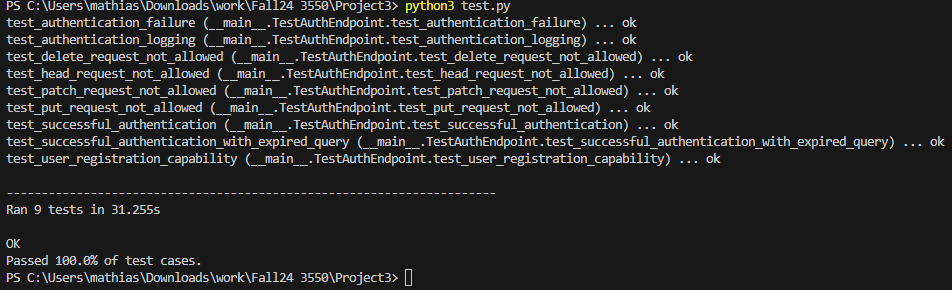 PS C:\Users\mathias\Downloads\work\Fall24 3550\Project3> python3 test.py
test_authentication_failure (__main__.TestAuthEndpoint.test_authentication_failure) ... ok
test_authentication_logging (__main__.TestAuthEndpoint.test_authentication_logging) ... ok
test_delete_request_not_allowed (__main__.TestAuthEndpoint.test_delete_request_not_allowed) ... ok
test_head_request_not_allowed (__main__.TestAuthEndpoint.test_head_request_not_allowed) ... ok
test_patch_request_not_allowed (__main__.TestAuthEndpoint.test_patch_request_not_allowed) ... ok
test_put_request_not_allowed (__main__.TestAuthEndpoint.test_put_request_not_allowed) ... ok
test_successful_authentication (__main__.TestAuthEndpoint.test_successful_authentication) ... ok
test_successful_authentication_with_expired_query (__main__.TestAuthEndpoint.test_successful_authentication_with_expired_query) ... ok
test_user_registration_capability (__main__.TestAuthEndpoint.test_user_registration_capability) ... ok
----------------------------------------------------------------------
Ran 9 tests in 31.255s
OK
Passed 100.0% of test cases.
PS C:\Users\mathias\Downloads\work\Fall24 3550\Project3>